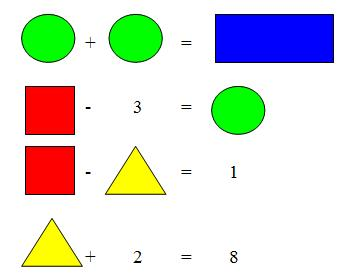 + =
- 3 =
- = 1
+ 2 = 8